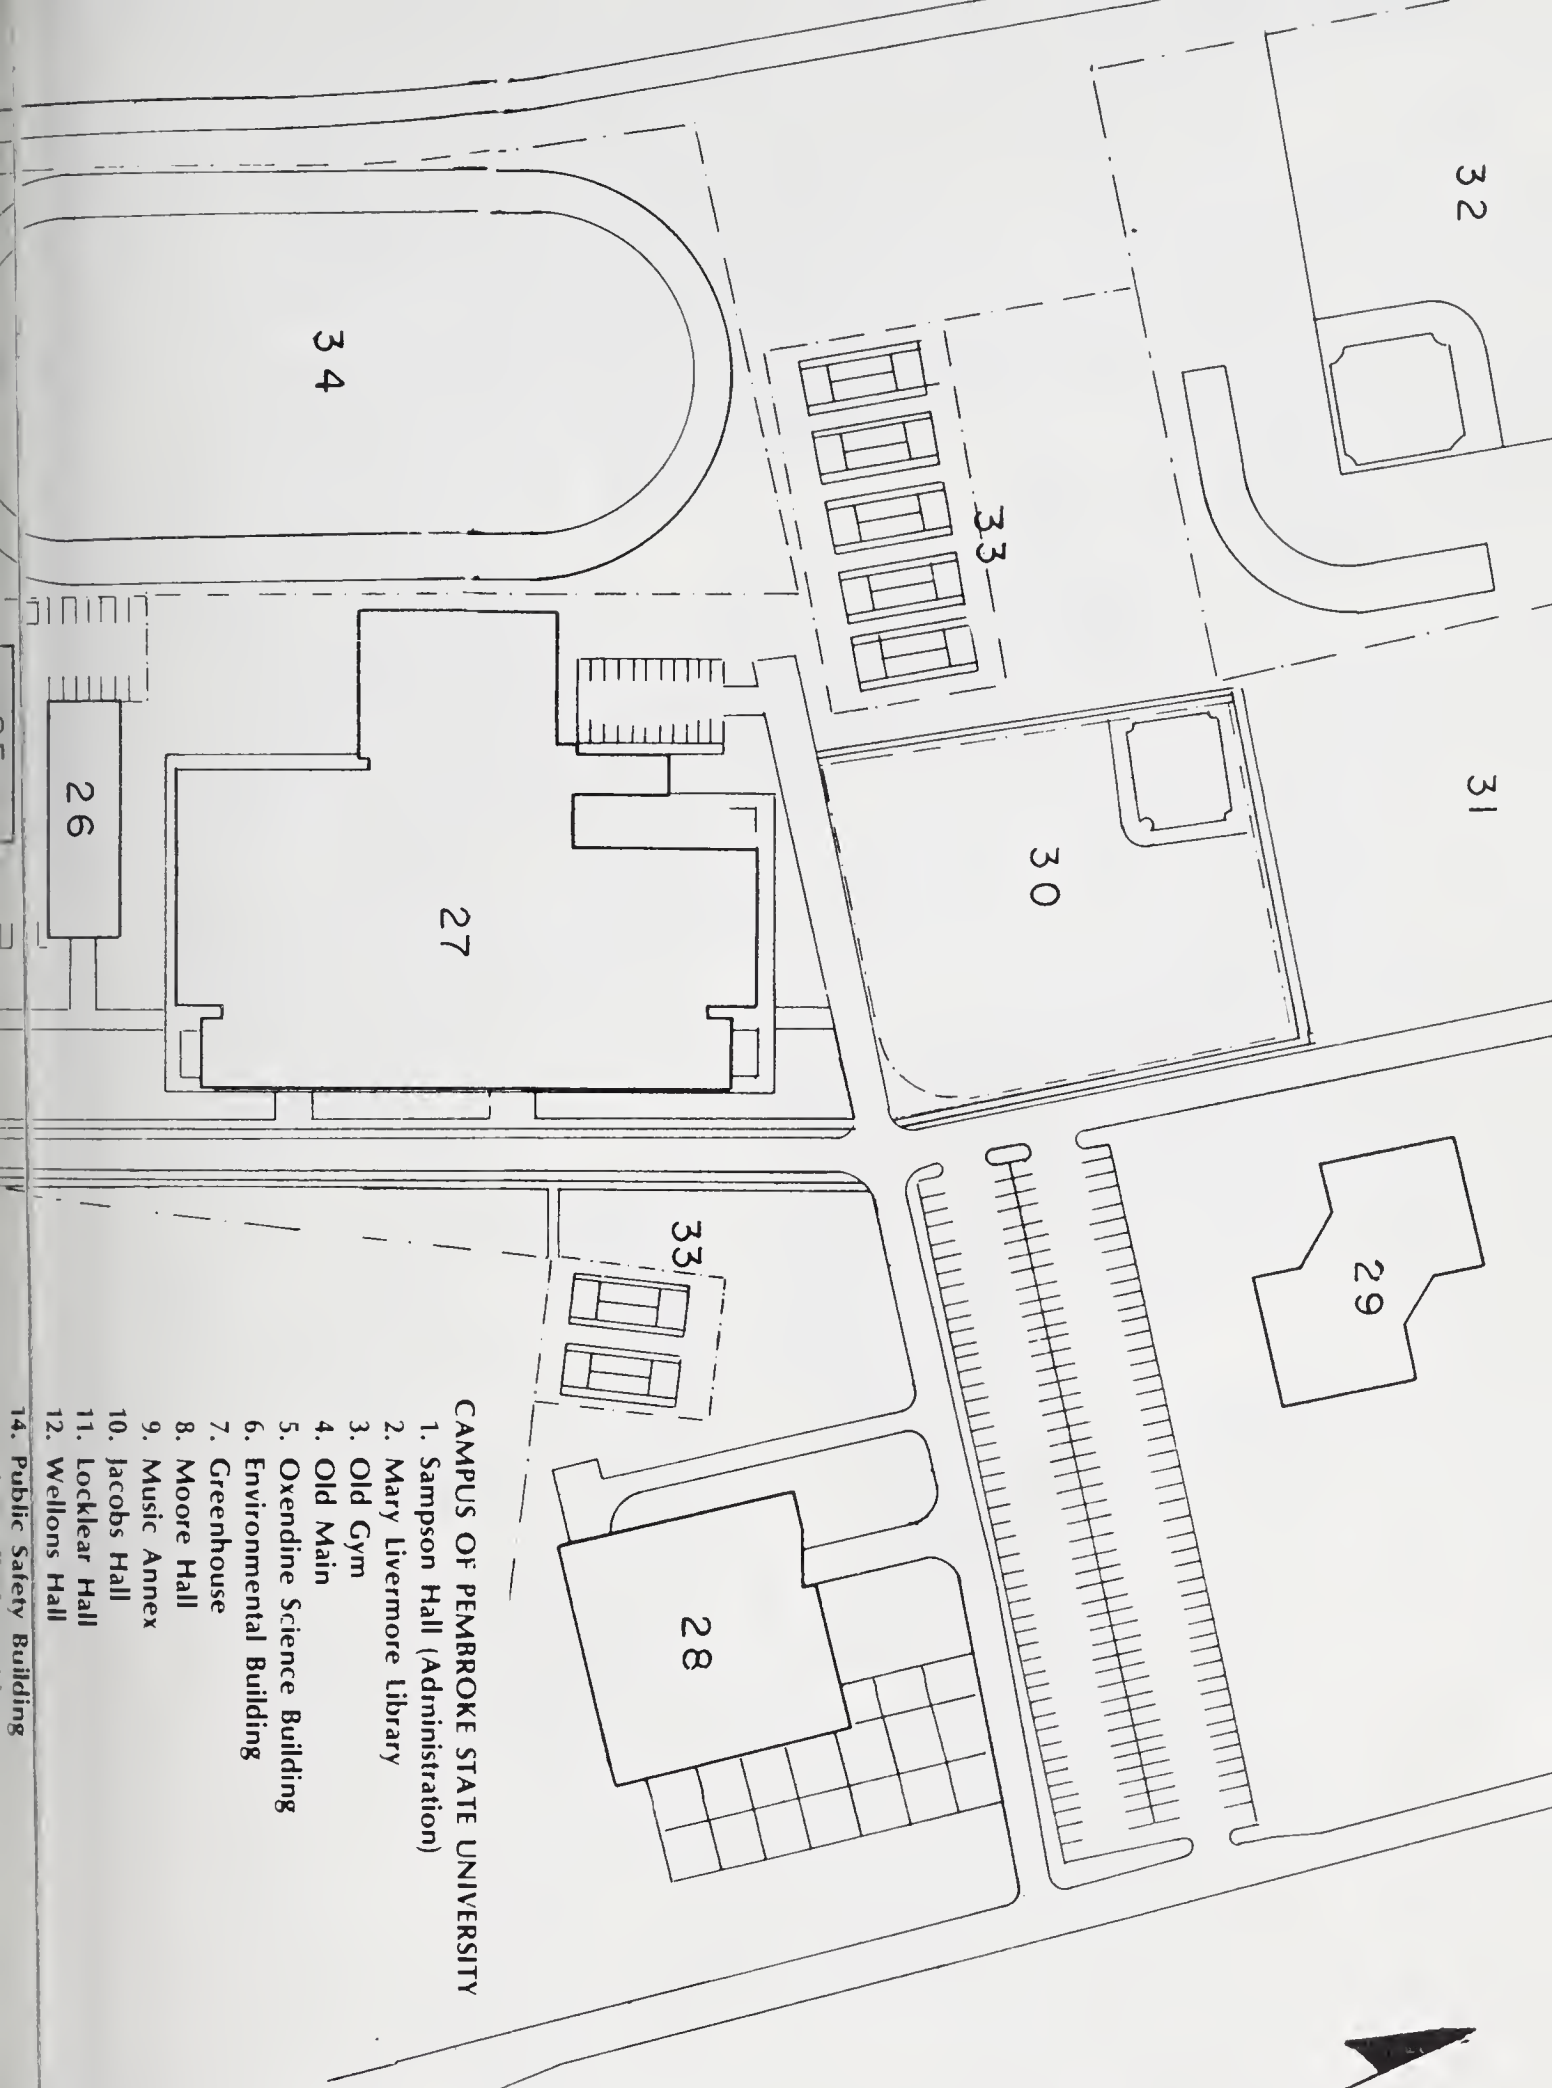 32
31
30
33
34
29
27
26
33
28
CAMPUS OF PEMBROKE STATE UNIVERSITY
1. Sampson Hall (Administration)
2. Mary Livermore Library
3. Old Gym
4. Old Main
5. Oxendine Science Building
6. Environmental Building
7. Greenhouse
8. Moore Hall
9. Music Annex
10. Jacobs Hall
11. Locklear Hall
12. Wellons Hall
14. Public Safety Building